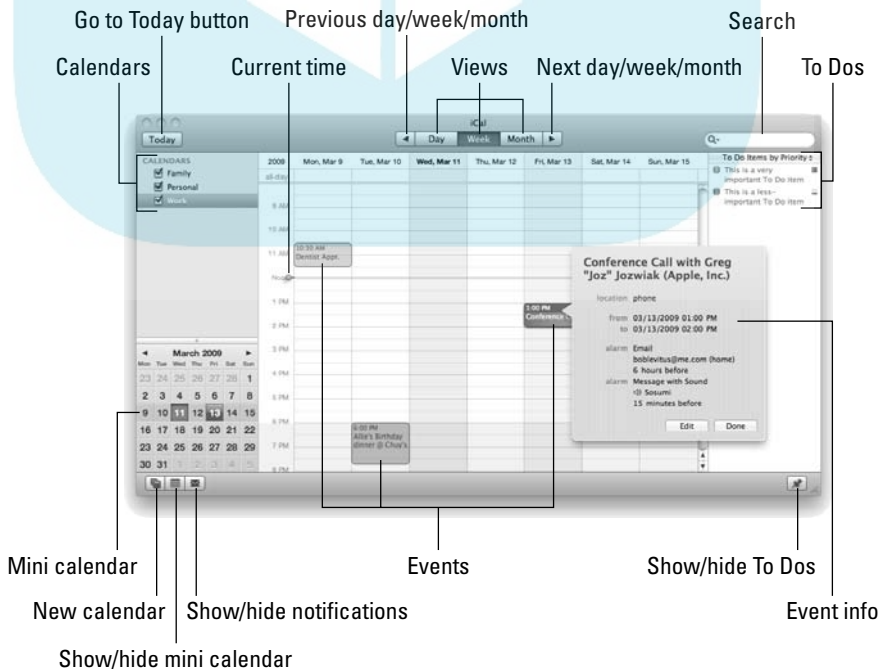 Go to Today button
Previous day/week/month
Search
Calendars
Current time
Views
Next day/week/month
To Dos
iCal
Today
Day
Week
Month
CALENDARS
Family
Personal
Work
2009
Mon, Mar 9
Tue, Mar 10
Wed, Mar 11
Thu, Mar 12
Fri, Mar 13
Sat, Mar 14
Sun, Mar 15
all-day
9 AM
10 AM
11 AM
Noon
1 PM
2 PM
3 PM
4 PM
5 PM
6 PM
7 PM
8 PM
10:30 AM
Dentist Appt.
1:00 PM
Conference
6:00 PM
Allie's Birthday
dinner @ Chuy's
To Do Items by Priority
This is a very
important To Do item
This is a less-
important To Do item
Conference Call with Greg
"Joz" Jozwiak (Apple, Inc.)
location phone
from 03/13/2009 01:00 PM
to 03/13/2009 02:00 PM
alarm Email
boblevitus@me.com (home)
6 hours before
alarm Message with Sound
Sosumi
15 minutes before
Edit
Done
March 2009
Mon Tue Wed Thu Fri Sat Sun
23 24 25 26 27 28 1
2 3 4 5 6 7 8
9 10 11 12 13 14 15
16 17 18 19 20 21 22
23 24 25 26 27 28 29
30 31 1 2 3 4 5
Mini calendar
Events
Show/hide To Dos
New calendar
Show/hide notifications
Event info
Show/hide mini calendar